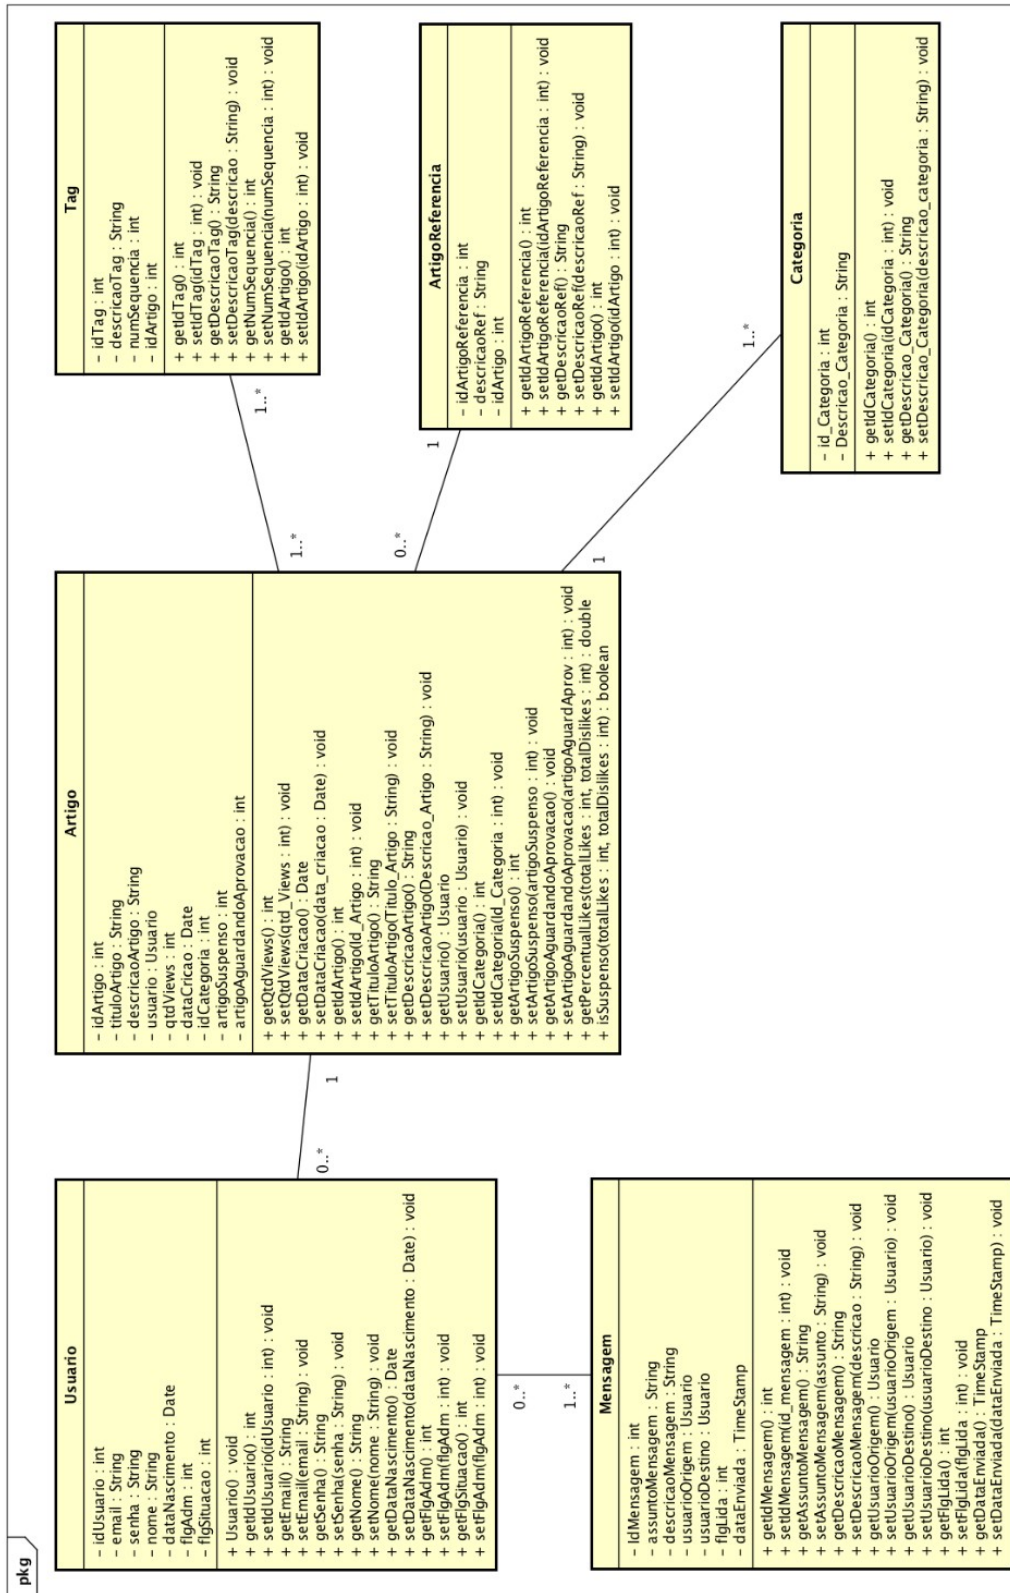 pkg
Usuario
- idUsuario : int
- email : String
- senha : String
- nome : String
- dataNascimento : Date
- flgAdm : int
- flgSituacao : int
+ Usuario() : void
+ getIdUsuario() : int
+ setIdUsuario(idUsuario : int) : void
+ getEmail() : String
+ setEmail(email : String) : void
+ getSenha() : String
+ setSenha(senha : String) : void
+ getNome() : String
+ setNome(nome : String) : void
+ getDataNascimento() : Date
+ setDataNascimento(dataNascimento : Date) : void
+ getFlgAdm() : int
+ setFlgAdm(flgAdm : int) : void
+ getFlgSituacao() : int
+ setFlgAdm(flgAdm : int) : void
0..*
1
Artigo
- idArtigo : int
- tituloArtigo : String
- descricaoArtigo : String
- usuario : Usuario
- qtdViews : int
- dataCricao : Date
- idCategoria : int
- artigoSuspenso : int
- artigoAguardandoAprovacao : int
+ getQtdViews() : int
+ setQtdViews(qtd_Views : int) : void
+ getDataCriacao() : Date
+ setDataCriacao(data_criacao : Date) : void
+ getIdArtigo() : int
+ setIdArtigo(Id_Artigo : int) : void
+ getTituloArtigo() : String
+ setTituloArtigo(Titulo_Artigo : String) : void
+ getDescricaoArtigo() : String
+ setDescricaoArtigo(Descricao_Artigo : String) : void
+ getUsuario() : Usuario
+ setUsuario(usuario : Usuario) : void
+ getIdCategoria() : int
+ setIdCategoria(Id_Categoria : int) : void
+ getArtigoSuspenso() : int
+ setArtigoSuspenso(artigoSuspenso : int) : void
+ getArtigoAguardandoAprovacao() : void
+ setArtigoAguardandoAprovacao(artigoAguardAprov : int) : void
+ getPercentualLikes(totalLikes : int, totalDislikes : int) : double
+ isSuspenso(totalLikes : int, totalDislikes : int) : boolean
1..*
1..*
Tag
- idTag : int
- descricaoTag : String
- numSequencia : int
- idArtigo : int
+ getIdTag() : int
+ setIdTag(idTag : int) : void
+ getDescricaoTag() : String
+ setDescricaoTag(descricao : String) : void
+ getNumSequencia() : int
+ setNumSequencia(numSequencia : int) : void
+ getIdArtigo() : int
+ setIdArtigo(idArtigo : int) : void
0..*
1
ArtigoReferencia
- idArtigoReferencia : int
- descricaoRef : String
- idArtigo : int
+ getIdArtigoReferencia() : int
+ setIdArtigoReferencia(idArtigoReferencia : int) : void
+ getDescricaoRef() : String
+ setDescricaoRef(descricaoRef : String) : void
+ getIdArtigo() : int
+ setIdArtigo(idArtigo : int) : void
1
1..*
Categoria
- id_Categoria : int
- Descricao_Categoria : String
+ getIdCategoria() : int
+ setIdCategoria(idCategoria : int) : void
+ getDescricao_Categoria() : String
+ setDescricao_Categoria(descricao_categoria : String) : void
0..*
1..*
Mensagem
- IdMensagem : int
- assuntoMensagem : String
- descricaoMensagem : String
- usuarioOrigem : Usuario
- usuarioDestino : Usuario
- flgLida : int
- dataEnviada : TimeStamp
+ getIdMensagem() : int
+ setIdMensagem(id_mensagem : int) : void
+ getAssuntoMensagem() : String
+ setAssuntoMensagem(assunto : String) : void
+ getDescricaoMensagem() : String
+ setDescricaoMensagem(descricao : String) : void
+ getUsuarioOrigem() : Usuario
+ setUsuarioOrigem(usuarioOrigem : Usuario) : void
+ getUsuarioDestino() : Usuario
+ setUsuarioDestino(usuarioDestino : Usuario) : void
+ getFlgLida() : int
+ setFlgLida(flgLida : int) : void
+ getDataEnviada() : TimeStamp
+ setDataEnviada(dataEnviada : TimeStamp) : void